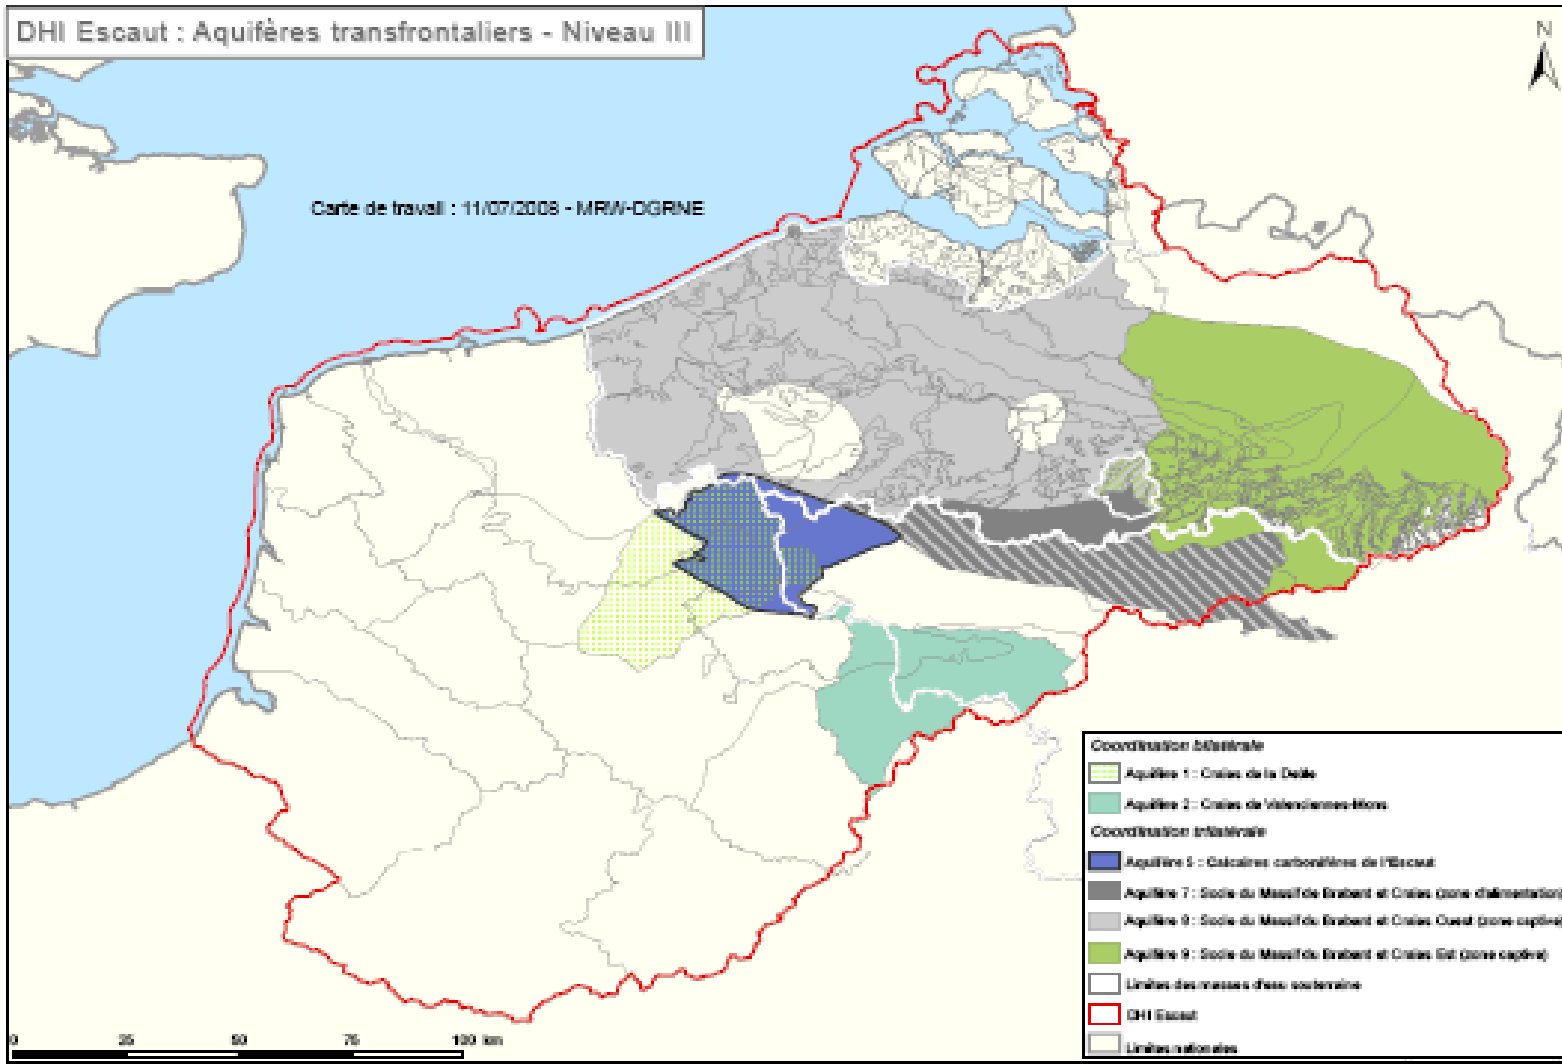 DHI Escaut : Aquifères transfrontaliers - Niveau III
N
Carte de travail : 11/07/2008 - MRW-DGRNE
Coordination bilatérale
Aquifère 1 : Craies de la Deûle
Aquifère 2 : Craies de Valenciennes-Mons
Coordination trilatérale
Aquifère 5 : Calcaires carbonifères de l'Escaut
Aquifère 7 : Socle du Massif de Brabant et Craies (zone d'alimentation)
Aquifère 8 : Socle du Massif du Brabant et Craies Ouest (zone captive)
Aquifère 9 : Socle du Massif du Brabant et Craies Est (zone captive)
Limites des masses d'eau souterraine
DHI Escaut
Limites nationales
0 25 50 75 100 km